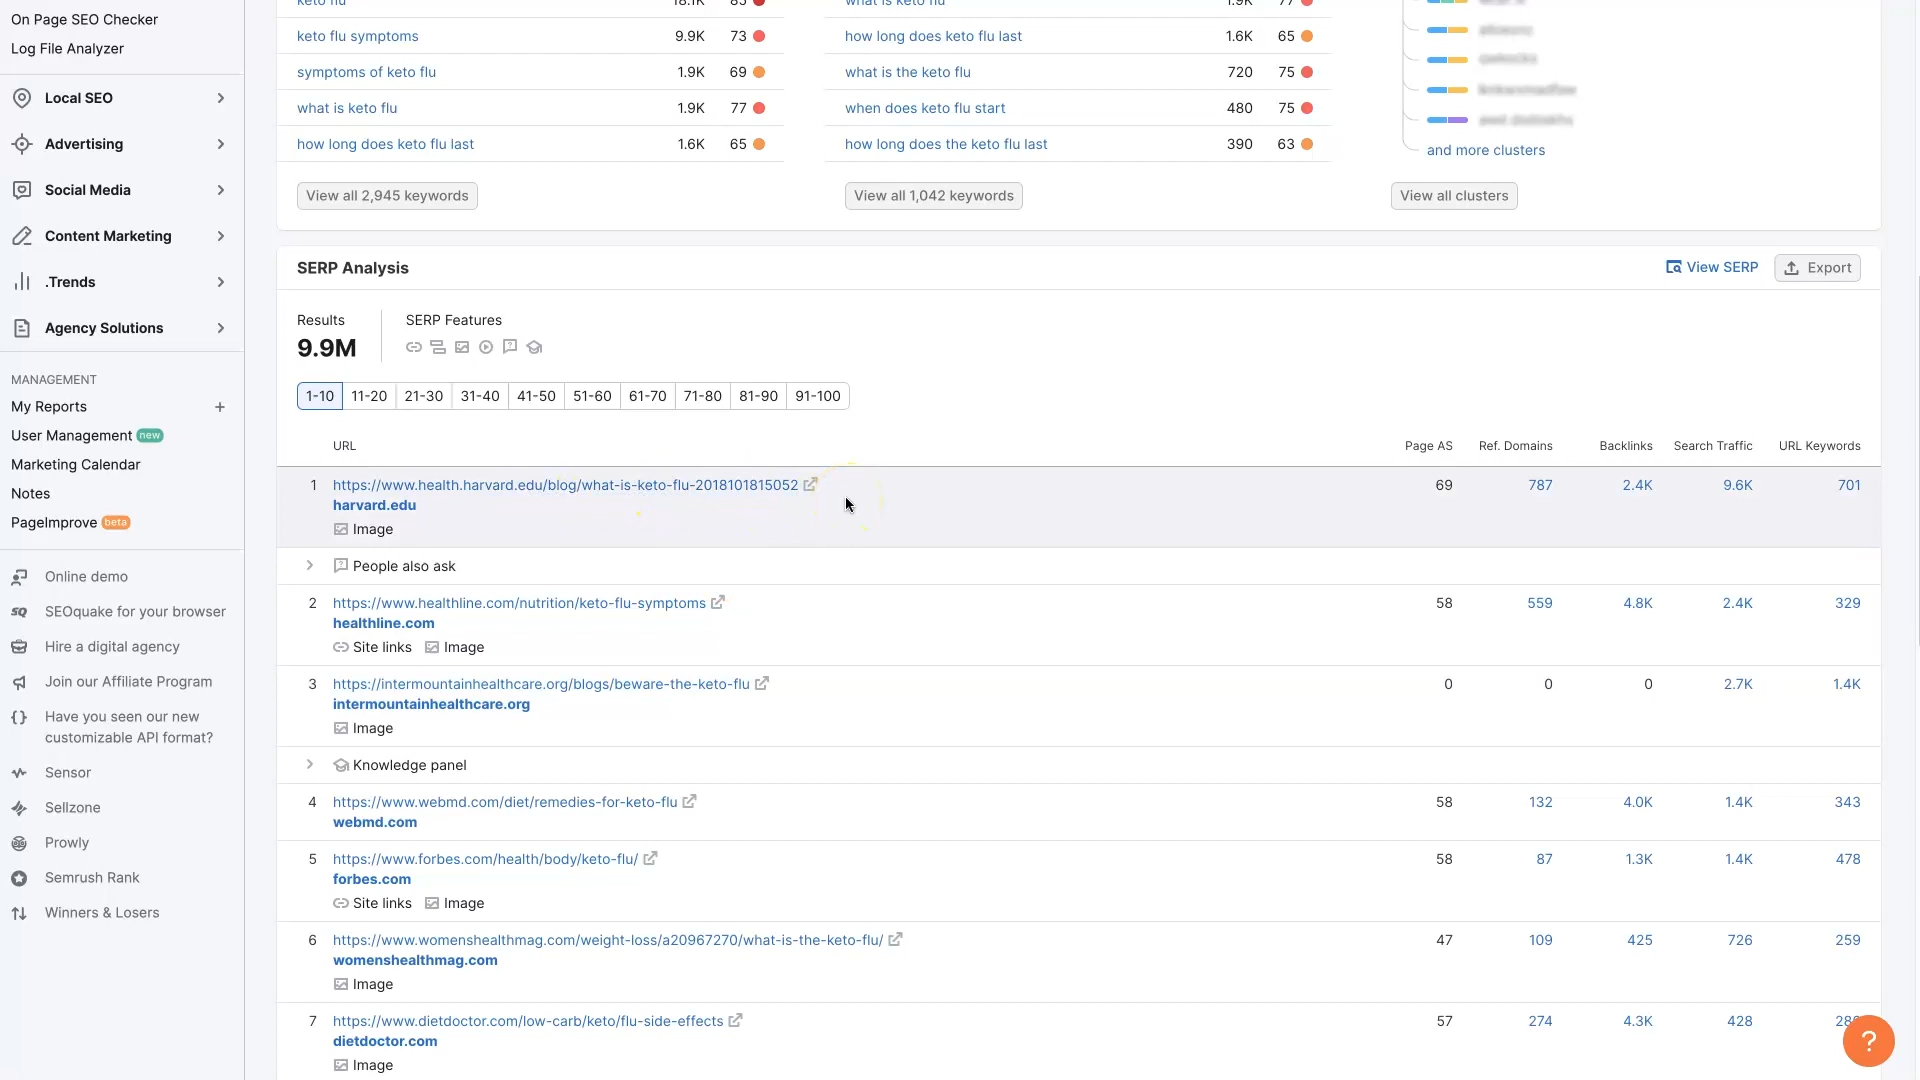 On Page SEO Checker
Log File Analyzer
Local SEO
Advertising
Social Media
Content Marketing
.Trends
Agency Solutions
MANAGEMENT
My Reports
User Management new
Marketing Calendar
Notes
PageImprove beta
Online demo
SEOquake for your browser
Hire a digital agency
Join our Affiliate Program
Have you seen our new
customizable API format?
Sensor
Sellzone
Prowly
Semrush Rank
Winners & Losers
keto flu 18.1K 85
keto flu symptoms 9.9K 73
symptoms of keto flu 1.9K 69
what is keto flu 1.9K 77
how long does keto flu last 1.6K 65
View all 2,945 keywords
what is keto flu 1.9K 77
how long does keto flu last 1.6K 65
what is the keto flu 720 75
when does keto flu start 480 75
how long does the keto flu last 390 63
View all 1,042 keywords
and more clusters
View all clusters
SERP Analysis
View SERP
Export
Results
9.9M
SERP Features
1-10 11-20 21-30 31-40 41-50 51-60 61-70 71-80 81-90 91-100
URL Page AS Ref. Domains Backlinks Search Traffic URL Keywords
1 https://www.health.harvard.edu/blog/what-is-keto-flu-2018101815052 69 787 2.4K 9.6K 701
harvard.edu
Image
People also ask
2 https://www.healthline.com/nutrition/keto-flu-symptoms 58 559 4.8K 2.4K 329
healthline.com
Site links Image
3 https://intermountainhealthcare.org/blogs/beware-the-keto-flu 0 0 0 2.7K 1.4K
intermountainhealthcare.org
Image
Knowledge panel
4 https://www.webmd.com/diet/remedies-for-keto-flu 58 132 4.0K 1.4K 343
webmd.com
5 https://www.forbes.com/health/body/keto-flu/ 58 87 1.3K 1.4K 478
forbes.com
Site links Image
6 https://www.womenshealthmag.com/weight-loss/a20967270/what-is-the-keto-flu/ 47 109 425 726 259
womenshealthmag.com
Image
7 https://www.dietdoctor.com/low-carb/keto/flu-side-effects 57 274 4.3K 428
dietdoctor.com
Image
?